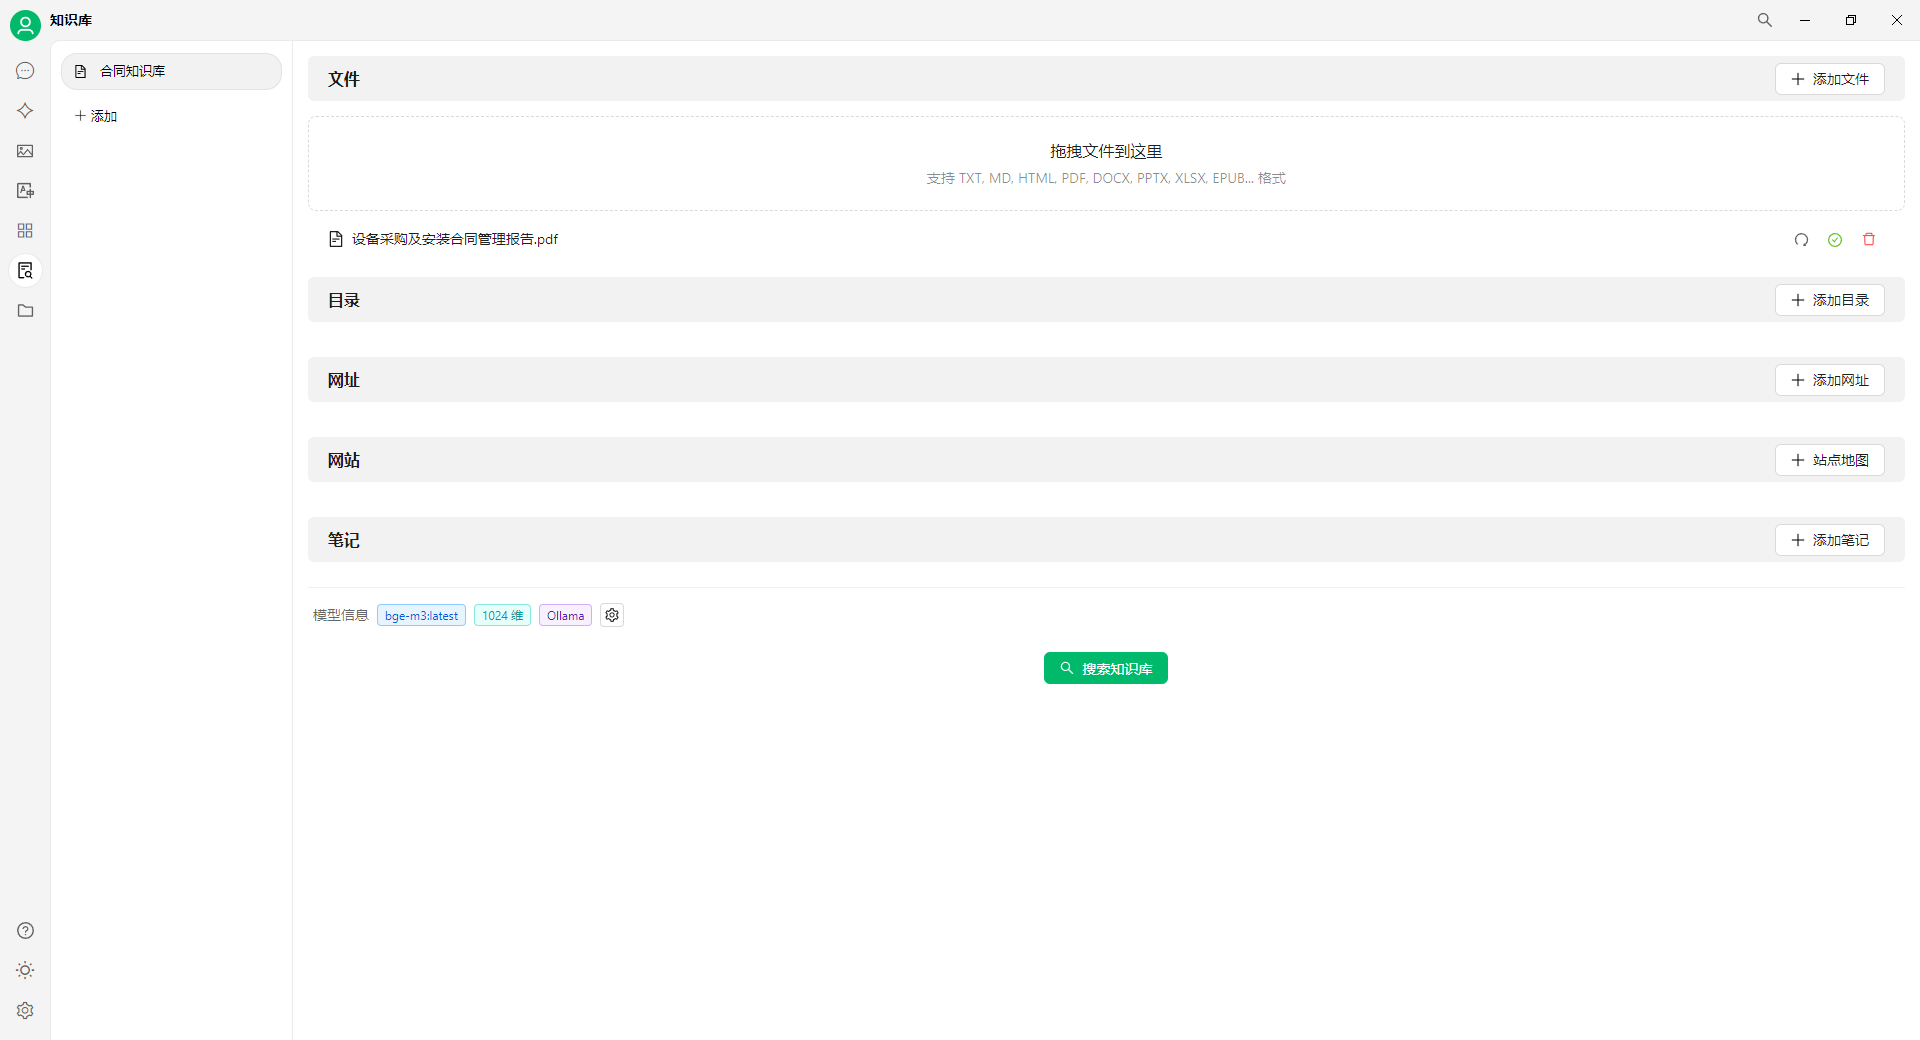 知识库
合同知识库
添加
文件
添加文件
拖拽文件到这里
支持 TXT, MD, HTML, PDF, DOCX, PPTX, XLSX, EPUB... 格式
设备采购及安装合同管理报告.pdf
目录
添加目录
网址
添加网址
网站
站点地图
笔记
添加笔记
模型信息 bge-m3:latest 1024 维 Ollama
搜索知识库